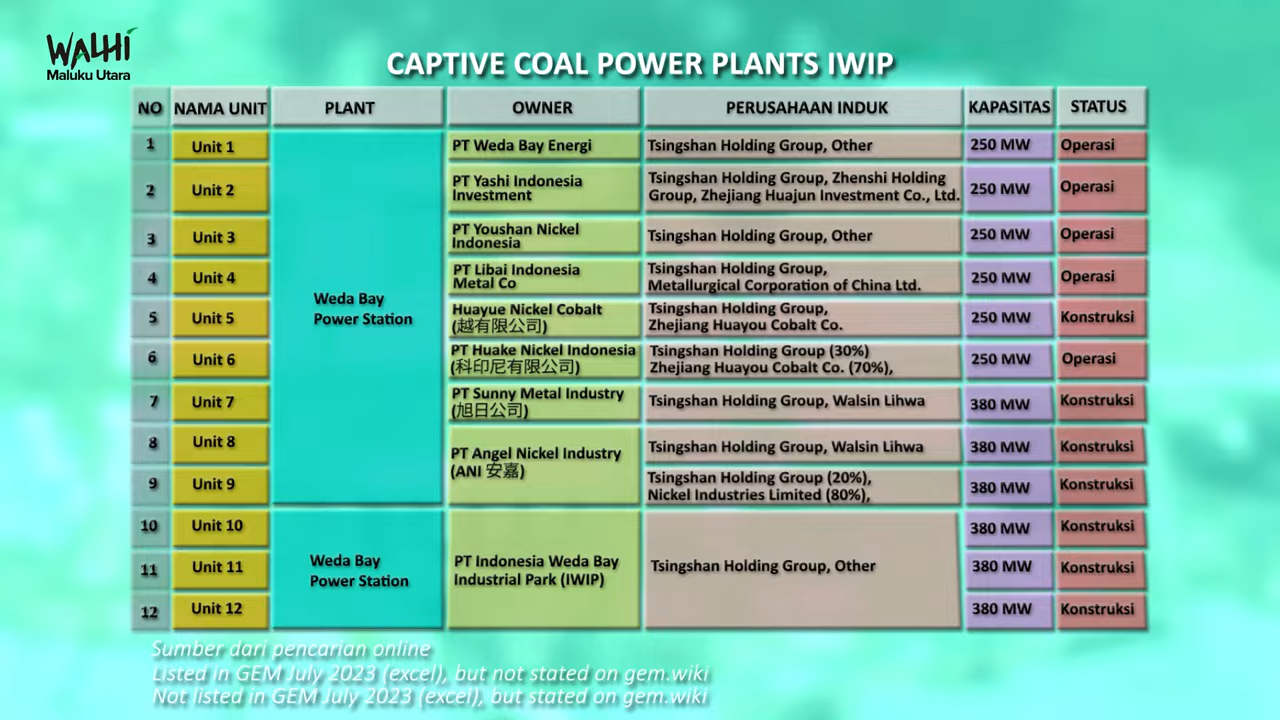 WALHI
Maluku Utara
CAPTIVE COAL POWER PLANTS IWIP
NO NAMA UNIT PLANT OWNER PERUSAHAAN INDUK KAPASITAS STATUS
1 Unit 1 PT Weda Bay Energi Tsingshan Holding Group, Other 250 MW Operasi
2 Unit 2 PT Yashi Indonesia Investment Tsingshan Holding Group, Zhenshi Holding Group, Zhejiang Huajun Investment Co., Ltd. 250 MW Operasi
3 Unit 3 PT Youshan Nickel Indonesia Tsingshan Holding Group, Other 250 MW Operasi
4 Unit 4 PT Libai Indonesia Metal Co Tsingshan Holding Group, Metallurgical Corporation of China Ltd. 250 MW Operasi
Weda Bay
Power Station
5 Unit 5 Huayue Nickel Cobalt (越有限公司) Tsingshan Holding Group, Zhejiang Huayou Cobalt Co. 250 MW Konstruksi
6 Unit 6 PT Huake Nickel Indonesia (科印尼有限公司) Tsingshan Holding Group (30%) Zhejiang Huayou Cobalt Co. (70%), 250 MW Operasi
7 Unit 7 PT Sunny Metal Industry (旭日公司) Tsingshan Holding Group, Walsin Lihwa 380 MW Konstruksi
8 Unit 8 PT Angel Nickel Industry (ANI 安嘉) Tsingshan Holding Group, Walsin Lihwa 380 MW Konstruksi
9 Unit 9 Tsingshan Holding Group (20%), Nickel Industries Limited (80%), 380 MW Konstruksi
10 Unit 10 380 MW Konstruksi
11 Unit 11 Weda Bay Power Station PT Indonesia Weda Bay Industrial Park (IWIP) Tsingshan Holding Group, Other 380 MW Konstruksi
12 Unit 12 380 MW Konstruksi
Sumber dari pencarian online
Listed in GEM July 2023 (excel), but not stated on gem.wiki
Not listed in GEM July 2023 (excel), but stated on gem.wiki